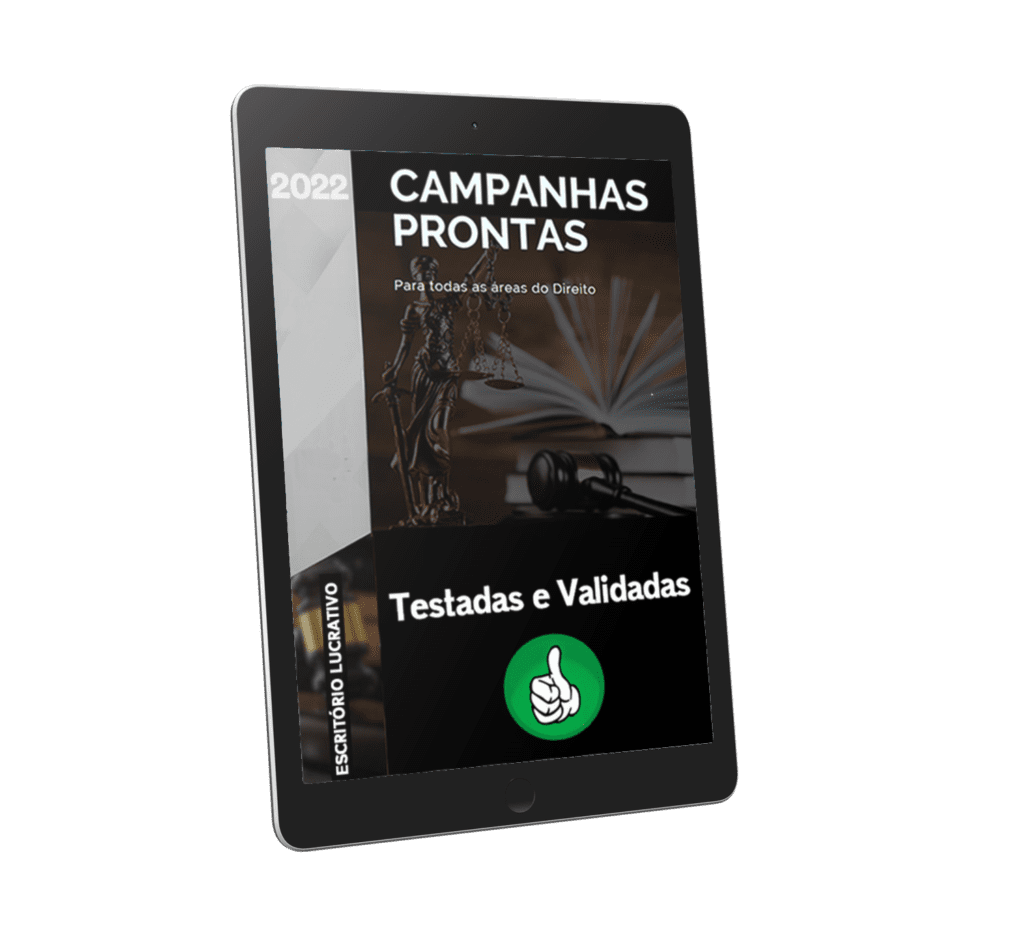 2022
CAMPANHAS
PRONTAS
Para todas as áreas do Direito
Testadas e Validadas
ESCRITÓRIO LUCRATIVO